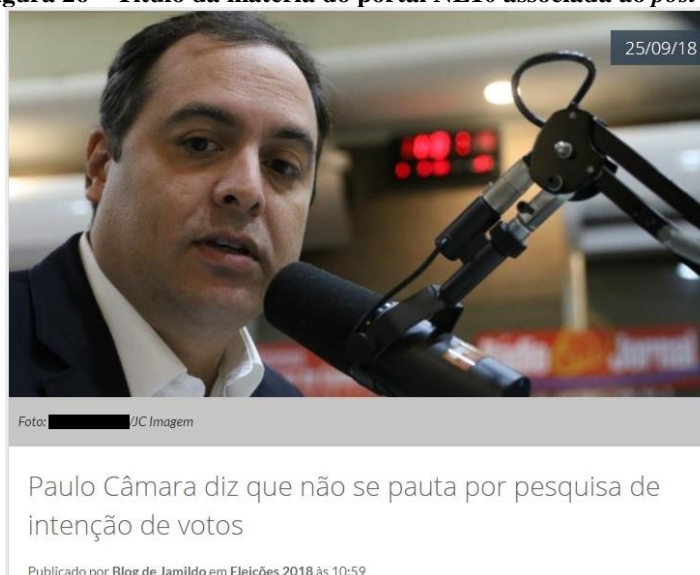 Figura 20 – Título da matéria do portal NE10 associada ao post
25/09/18
Jornal
Foto: /JC Imagem
Paulo Câmara diz que não se pauta por pesquisa de
intenção de votos
Publicado por Blog de Jamildo em Eleições 2018 às 10:59